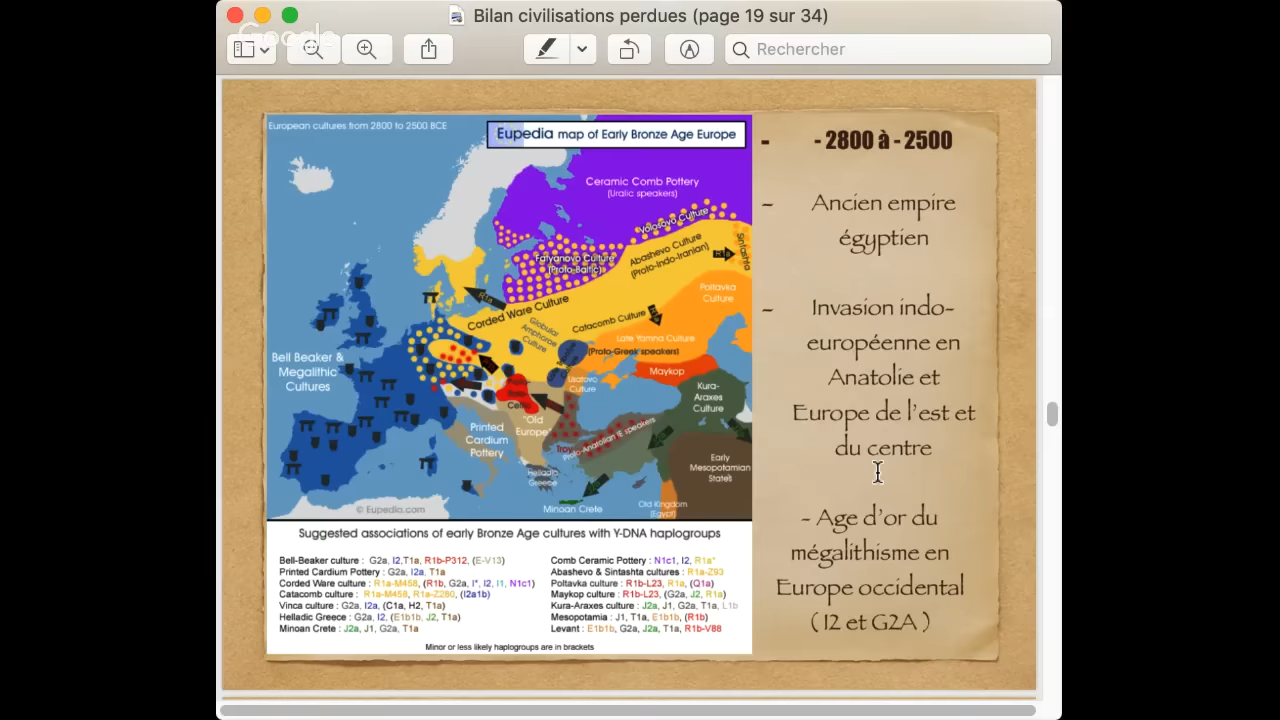 Bilan civilisations perdues (page 19 sur 34)
Google
Rechercher
European cultures from 2800 to 2500 BCE
Eupedia map of Early Bronze Age Europe
Ceramic Comb Pottery
(Uralic speakers)
Volosovo Culture
Fatyanovo Culture
(Proto-Baltic)
Abashevo Culture
(Proto-Indo-Iranian)
Sintashta
R1a
Poltavka
Culture
Corded Ware Culture
Catacomb Culture
Globular
Amphorae
Culture
Late Yamna Culture
(Proto-Greek speakers)
Bell Beaker &
Megalithic
Cultures
Maykop
Usatovo
Culture
Kura-
Araxes
Culture
Printed
Cardium
Pottery
"Old
Europe"
Troy
Proto-Anatolian IE speakers
Helladic
Greece
Early
Mesopotamian
States
Minoan Crete
Old Kingdom
(Egypt)
© Eupedia.com
Suggested associations of early Bronze Age cultures with Y-DNA haplogroups
Bell-Beaker culture : G2a, I2,T1a, R1b-P312, (E-V13)
Printed Cardium Pottery : G2a, I2a, T1a
Corded Ware culture : R1a-M458, (R1b, G2a, I*, I2, I1, N1c1)
Catacomb culture : R1a-M458, R1a-Z280, (I2a1b)
Vinca culture : G2a, I2a, (C1a, H2, T1a)
Helladic Greece : G2a, I2, (E1b1b, J2, T1a)
Minoan Crete : J2a, J1, G2a, T1a
Comb Ceramic Pottery : N1c1, I2, R1a*
Abashevo & Sintashta cultures : R1a-Z93
Poltavka culture : R1b-L23, R1a, (Q1a)
Maykop culture : R1b-L23, (G2a, J2, R1a)
Kura-Araxes culture : J2a, J1, G2a, T1a, L1b
Mesopotamia : J1, T1a, E1b1b, (R1b)
Levant : E1b1b, G2a, J2a, T1a, R1b-V88
Minor or less likely haplogroups are in brackets
- - 2800 à - 2500
- Ancien empire
égyptien
- Invasion indo-
européenne en
Anatolie et
Europe de l'est et
du centre
- Age d'or du
mégalithisme en
Europe occidental
( I2 et G2A )